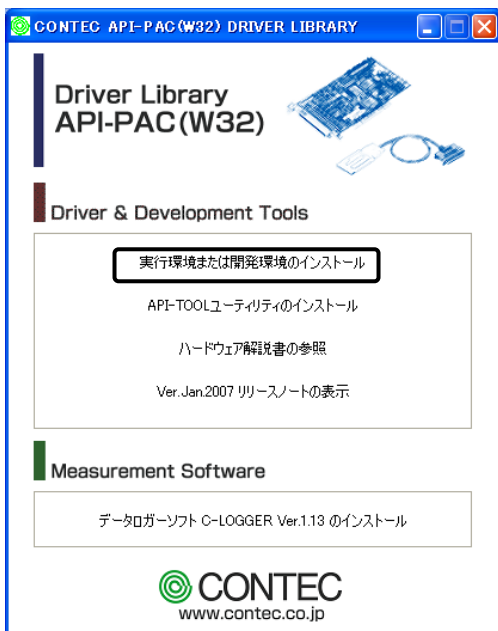 CONTEC API-PAC(W32) DRIVER LIBRARY
Driver Library
API-PAC(W32)
Driver & Development Tools
実行環境または開発環境のインストール
API-TOOLユーティリティのインストール
ハードウェア解説書の参照
Ver.Jan.2007 リリースノートの表示
Measurement Software
データロガーソフト C-LOGGER Ver.1.13 のインストール
CONTEC
www.contec.co.jp